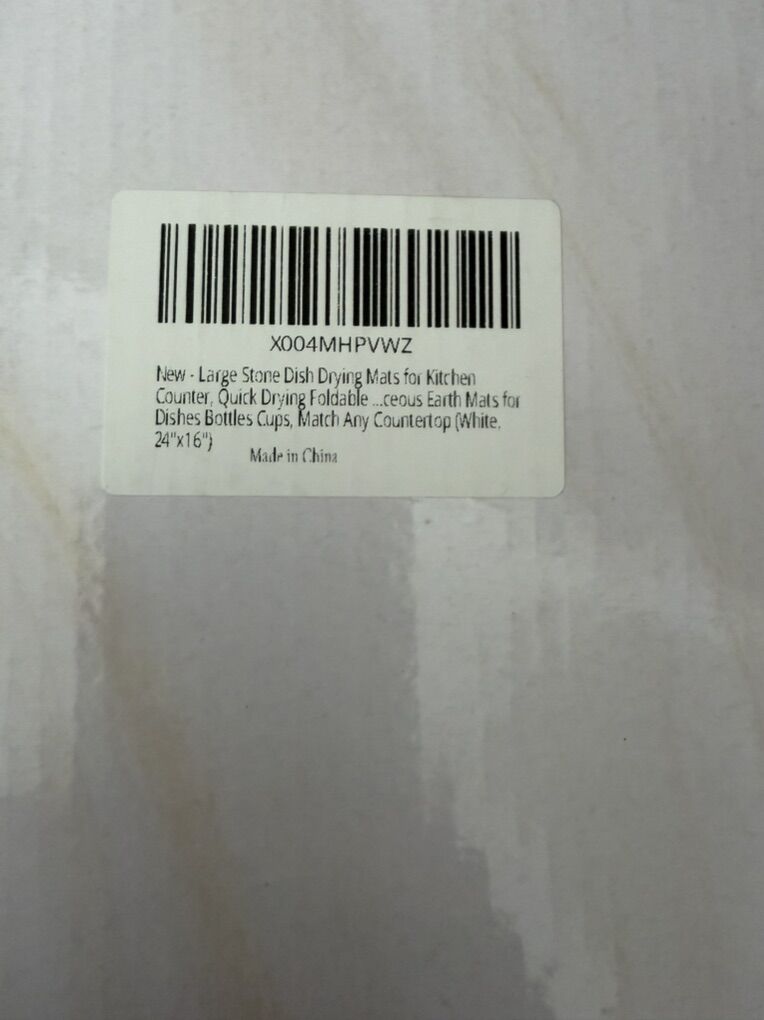 X004MHPVWZ
New - Large Stone Dish Drying Mats for Kitchen
Counter, Quick Drying Foldable ...ceous Earth Mats for
Dishes Bottles Cups, Match Any Countertop (White,
24"x16")
Made in China